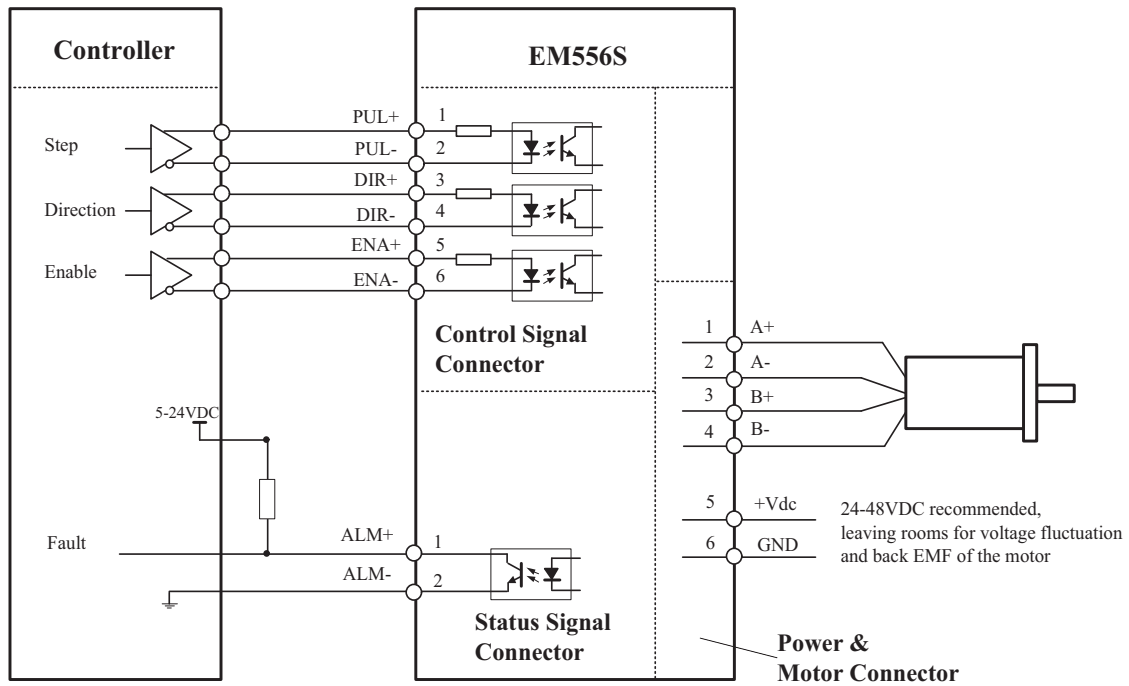 Controller
EM556S
Step
PUL+
1
PUL-
2
Direction
DIR+
3
DIR-
4
Enable
ENA+
5
ENA-
6
Control Signal
Connector
1
A+
2
A-
3
B+
4
B-
5
+Vdc
6
GND
24-48VDC recommended,
leaving rooms for voltage fluctuation
and back EMF of the motor
5-24VDC
Fault
ALM+
1
ALM-
2
Status Signal
Connector
Power &
Motor Connector